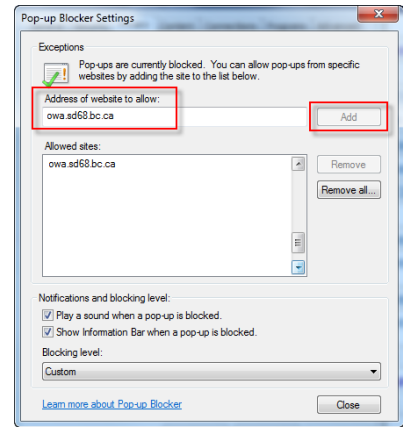 Pop-up Blocker Settings
Exceptions
Pop-ups are currently blocked. You can allow pop-ups from specific
websites by adding the site to the list below.
Address of website to allow:
owa.sd68.bc.ca
Add
Allowed sites:
owa.sd68.bc.ca
Remove
Remove all...
Notifications and blocking level:
Play a sound when a pop-up is blocked.
Show Information Bar when a pop-up is blocked.
Blocking level:
Custom
Learn more about Pop-up Blocker
Close